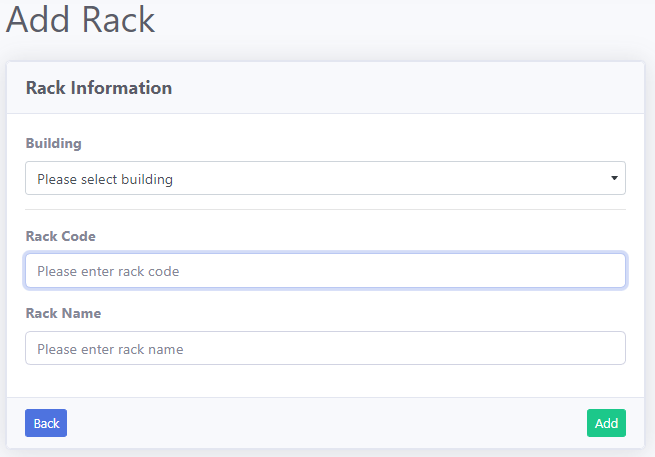 Add Rack
Rack Information
Building
Please select building
Rack Code
Please enter rack code
Rack Name
Please enter rack name
Back Add